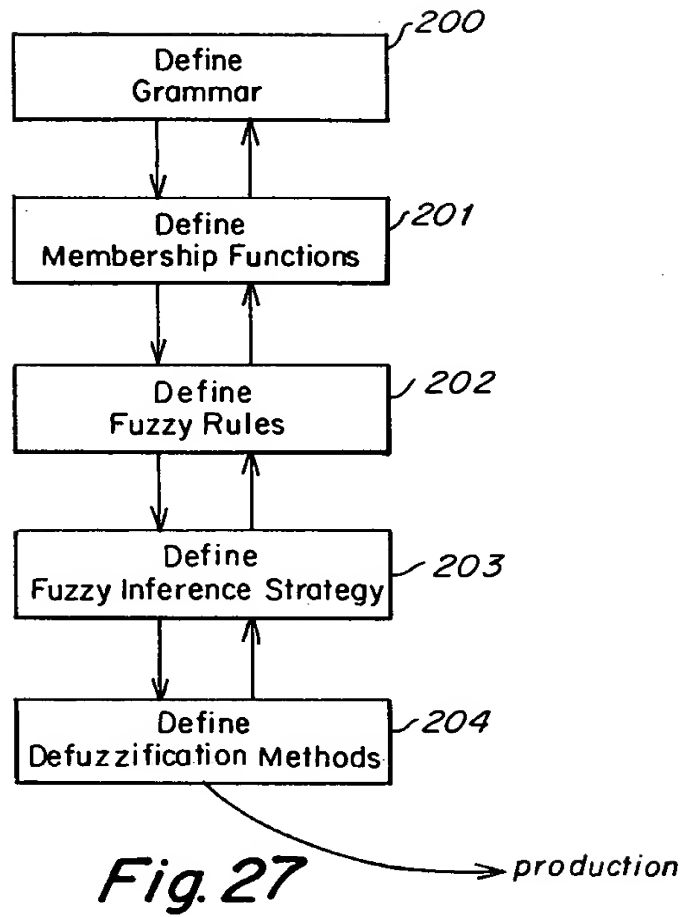 200
Define
Grammar
201
Define
Membership Functions
202
Define
Fuzzy Rules
203
Define
Fuzzy Inference Strategy
204
Define
Defuzzification Methods
production
Fig. 27